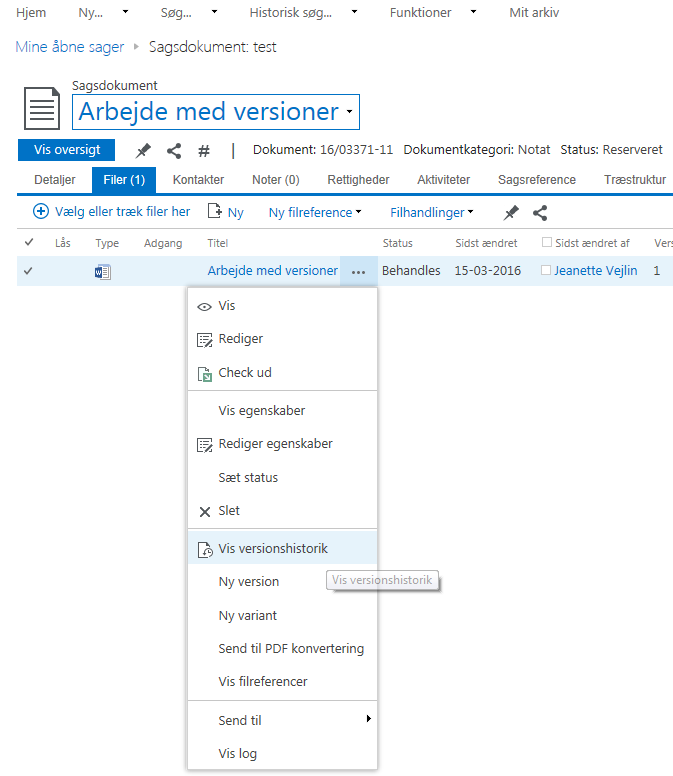 Hjem Ny... Søg... Historisk søg... Funktioner Mit arkiv
Mine åbne sager Sagsdokument: test
Sagsdokument
Arbejde med versioner
Vis oversigt # | Dokument: 16/03371-11 Dokumentkategori: Notat Status: Reserveret
Detaljer Filer (1) Kontakter Noter (0) Rettigheder Aktiviteter Sagsreference Træstruktur
Vælg eller træk filer her Ny Ny filreference Filhandlinger
Lås Type Adgang Titel Status Sidst ændret Sidst ændret af Vers
Arbejde med versioner ... Behandles 15-03-2016 Jeanette Vejlin 1
Vis
Rediger
Check ud
Vis egenskaber
Rediger egenskaber
Sæt status
Slet
Vis versionshistorik
Ny version
Vis versionshistorik
Ny variant
Send til PDF konvertering
Vis filreferencer
Send til
Vis log